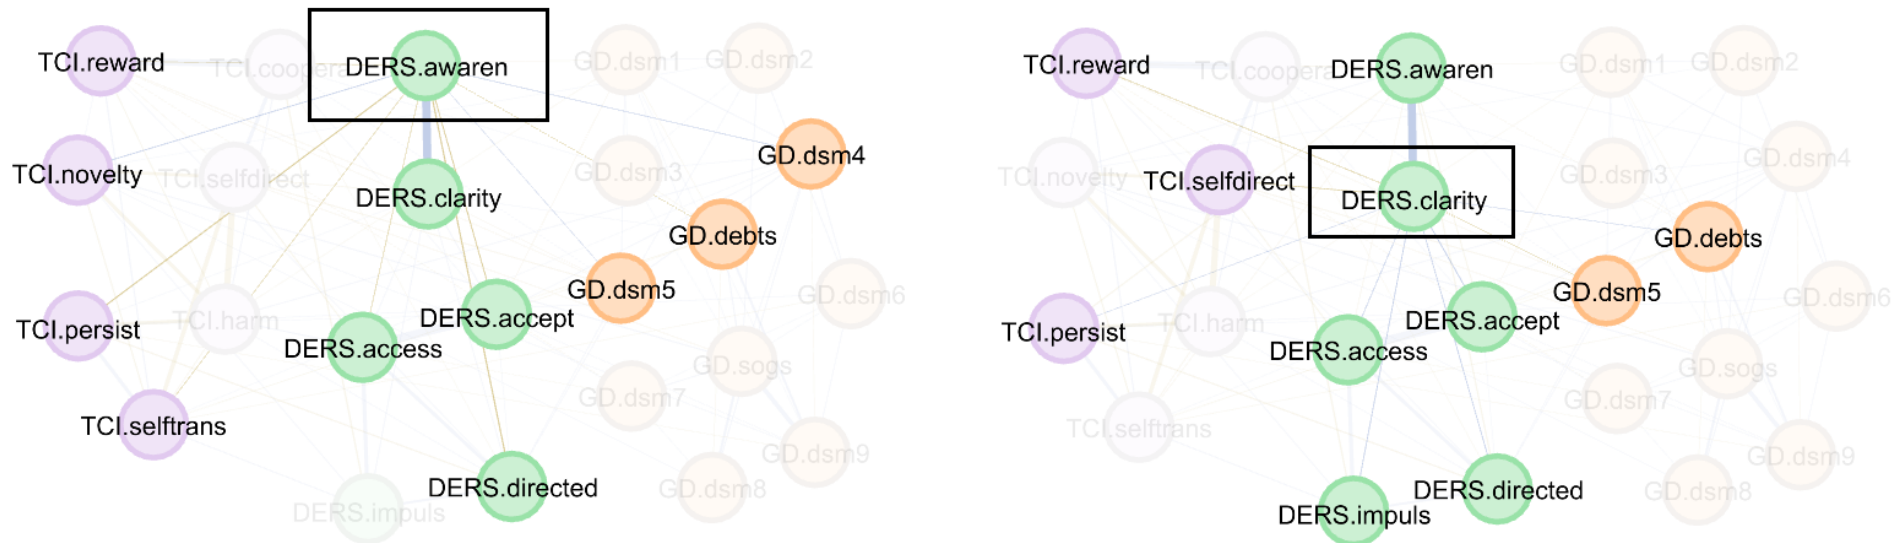 TCI.reward
TCI.coopera
DERS.awaren
GD.dsm1
GD.dsm2
TCI.novelty
TCI.selfdirect
DERS.clarity
GD.dsm3
GD.dsm4
GD.debts
GD.dsm5
GD.dsm6
TCI.persist
TCI.harm
DERS.access
DERS.accept
GD.sogs
GD.dsm7
TCI.selftrans
GD.dsm9
DERS.directed
GD.dsm8
DERS.impuls
TCI.reward
TCI.coopera
DERS.awaren
GD.dsm1
GD.dsm2
TCI.novelty
TCI.selfdirect
DERS.clarity
GD.dsm3
GD.dsm4
GD.debts
GD.dsm5
GD.dsm6
TCI.persist
TCI.harm
DERS.access
DERS.accept
GD.sogs
GD.dsm7
TCI.selftrans
GD.dsm9
DERS.directed
GD.dsm8
DERS.impuls